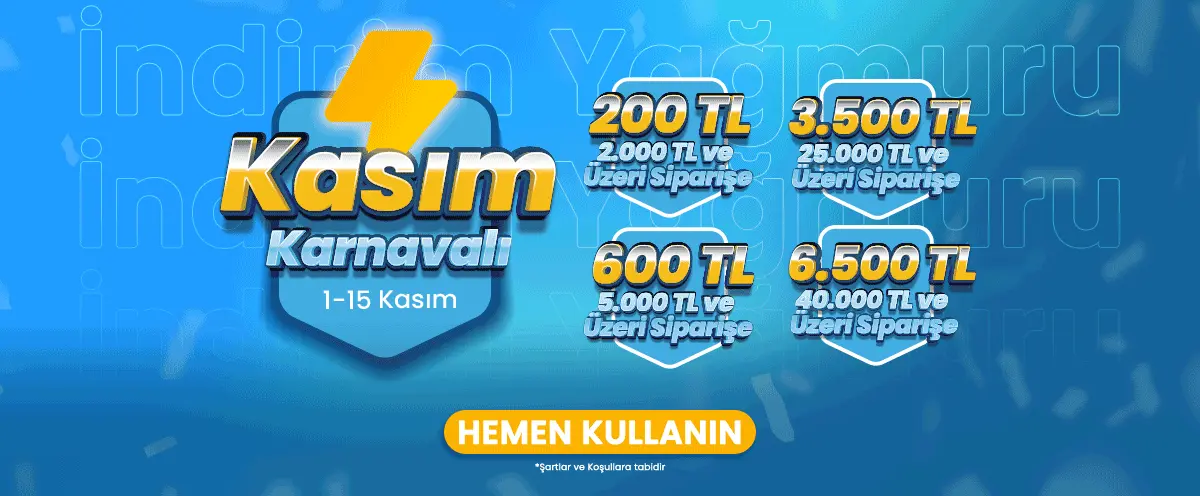 İndirim Yağmuru
İndirim Yağmuru
İndirim Yağmuru
Kasım
Karnavalı
1-15 Kasım
200 TL
2.000 TL ve
Üzeri Siparişe
3.500 TL
25.000 TL ve
Üzeri Siparişe
600 TL
5.000 TL ve
Üzeri Siparişe
6.500 TL
40.000 TL ve
Üzeri Siparişe
HEMEN KULLANIN
*Şartlar ve Koşullara tabidir